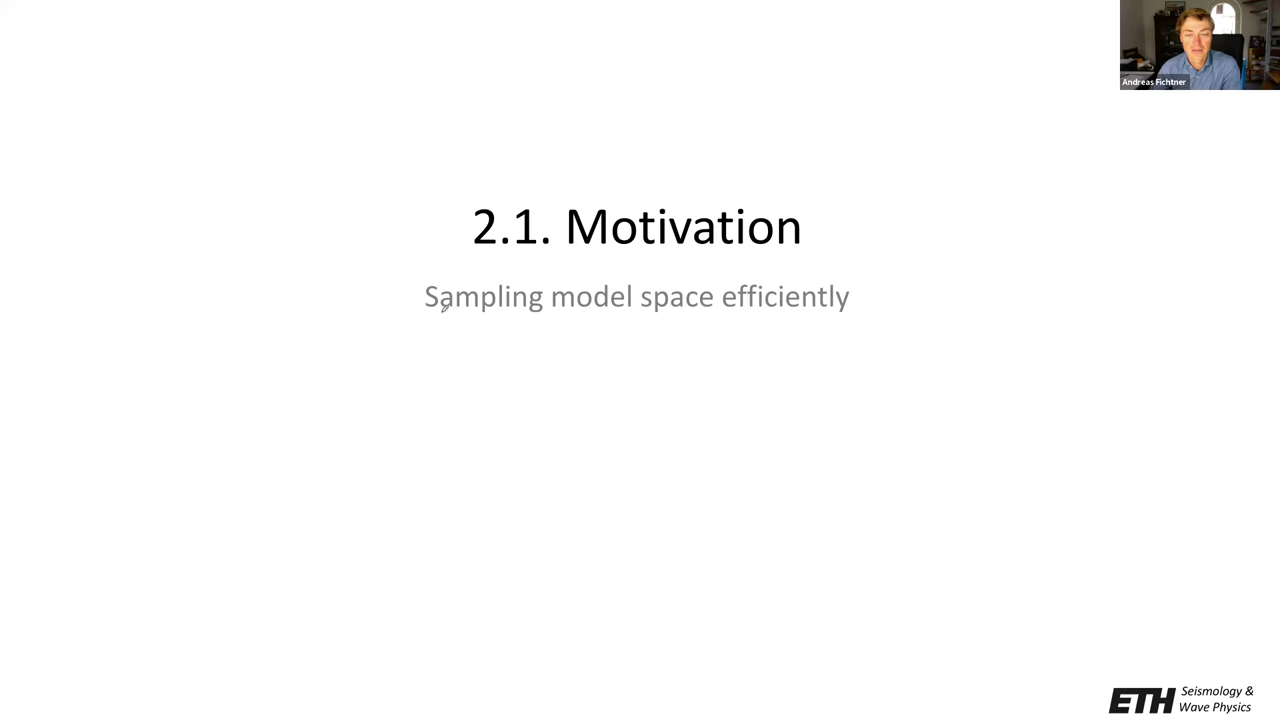 Andreas Fichtner
2.1. Motivation
Sampling model space efficiently
ETH Seismology &
Wave Physics